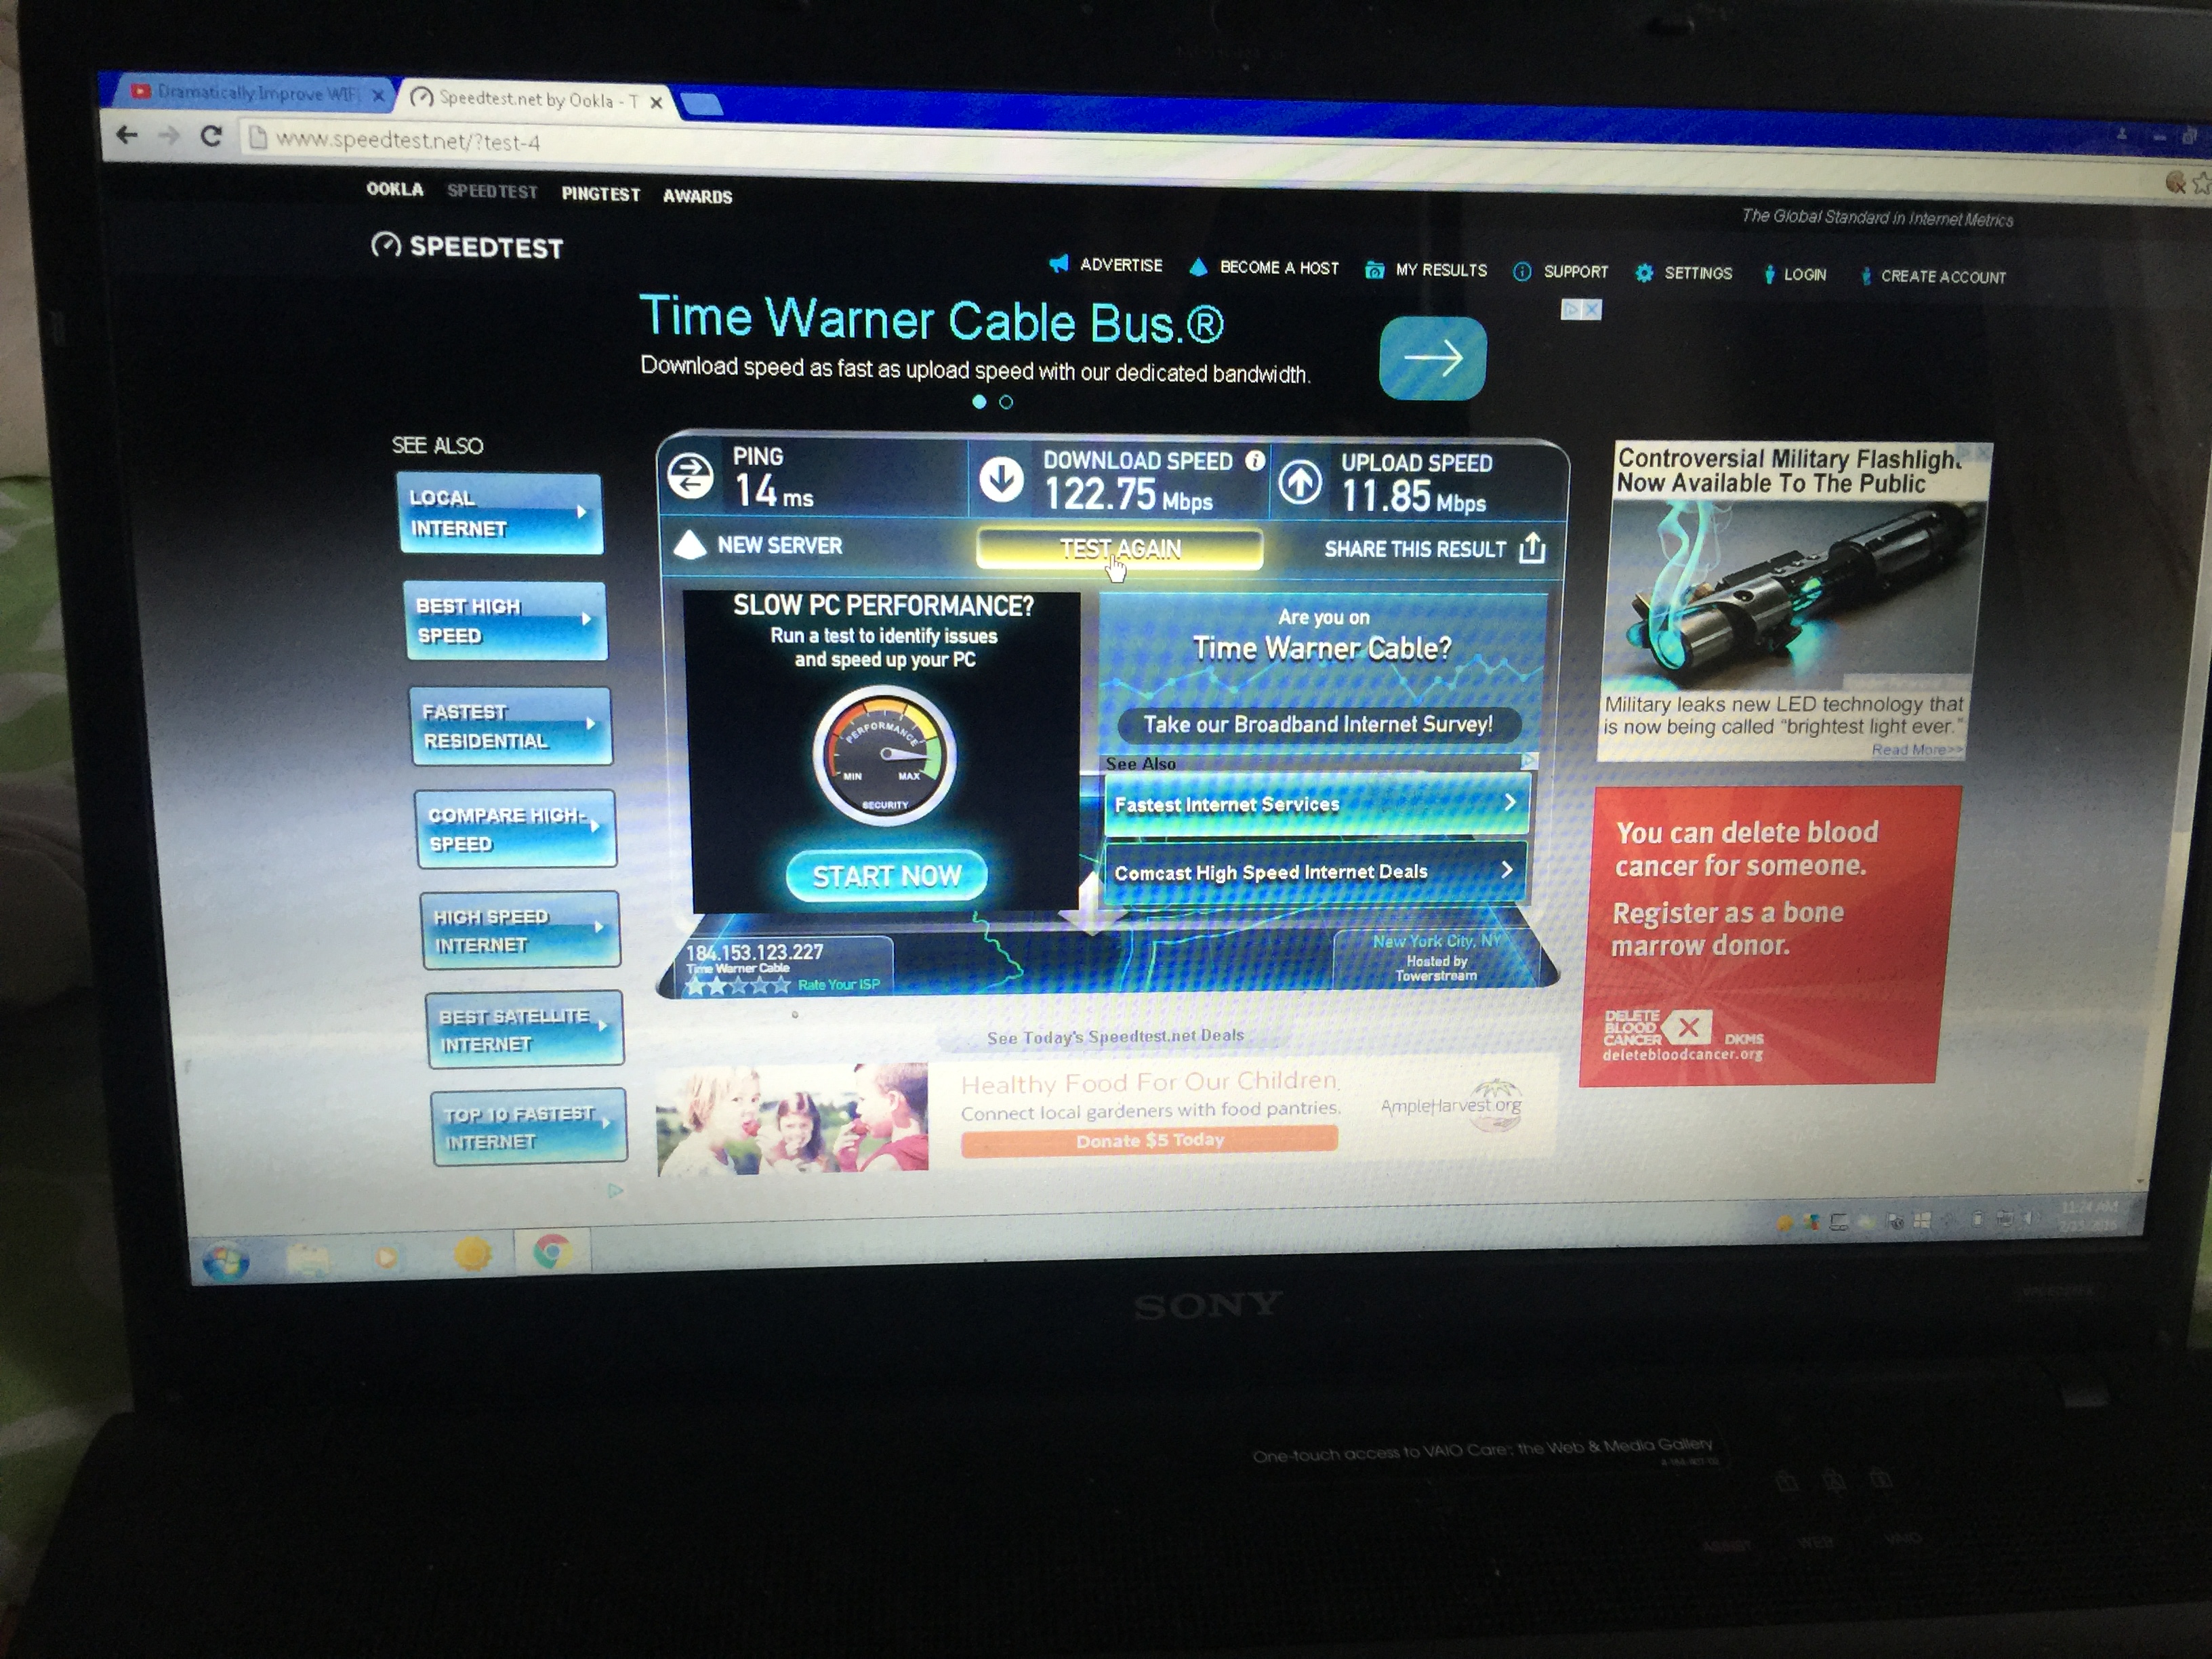 Dramatically Improve WIF
Speedtest.net by Ookla - T
www.speedtest.net/?test-4
OOKLA SPEEDTEST PINGTEST AWARDS
The Global Standard in Internet Metrics
SPEEDTEST
ADVERTISE BECOME A HOST MY RESULTS SUPPORT SETTINGS LOGIN CREATE ACCOUNT
Time Warner Cable Bus.®
Download speed as fast as upload speed with our dedicated bandwidth.
SEE ALSO
LOCAL
INTERNET
BEST HIGH
SPEED
FASTEST
RESIDENTIAL
COMPARE HIGH-
SPEED
HIGH SPEED
INTERNET
BEST SATELLITE
INTERNET
TOP 10 FASTEST
INTERNET
PING
14 ms
DOWNLOAD SPEED
122.75 Mbps
UPLOAD SPEED
11.85 Mbps
NEW SERVER
TEST AGAIN
SHARE THIS RESULT
SLOW PC PERFORMANCE?
Run a test to identify issues
and speed up your PC
PERFORMANCE
MIN MAX
SECURITY
START NOW
Are you on
Time Warner Cable?
Take our Broadband Internet Survey!
See Also
Fastest Internet Services
Comcast High Speed Internet Deals
184.153.123.227
Time Warner Cable
Rate Your ISP
New York City, NY
Hosted by
Towerstream
Controversial Military Flashlight
Now Available To The Public
Military leaks new LED technology that
is now being called "brightest light ever."
Read More>>
You can delete blood
cancer for someone.
Register as a bone
marrow donor.
DELETE
BLOOD
CANCER
DKMS
deletebloodcancer.org
See Today's Speedtest.net Deals
Healthy Food For Our Children.
Connect local gardeners with food pantries.
Donate $5 Today
AmpleHarvest.org
11:24 AM
SONY
One-touch access to VAIO Care; the Web & Media Gallery
ASSIST WEB VAIO